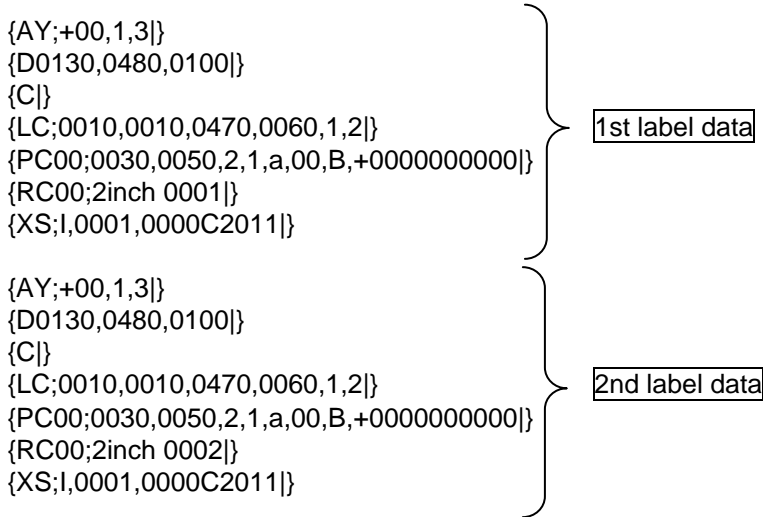 {AY;+00,1,3|}
{D0130,0480,0100|}
{C|}
{LC;0010,0010,0470,0060,1,2|}
{PC00;0030,0050,2,1,a,00,B,+0000000000|}
{RC00;2inch 0001|}
{XS;I,0001,0000C2011|}
1st label data
{AY;+00,1,3|}
{D0130,0480,0100|}
{C|}
{LC;0010,0010,0470,0060,1,2|}
{PC00;0030,0050,2,1,a,00,B,+0000000000|}
{RC00;2inch 0002|}
{XS;I,0001,0000C2011|}
2nd label data